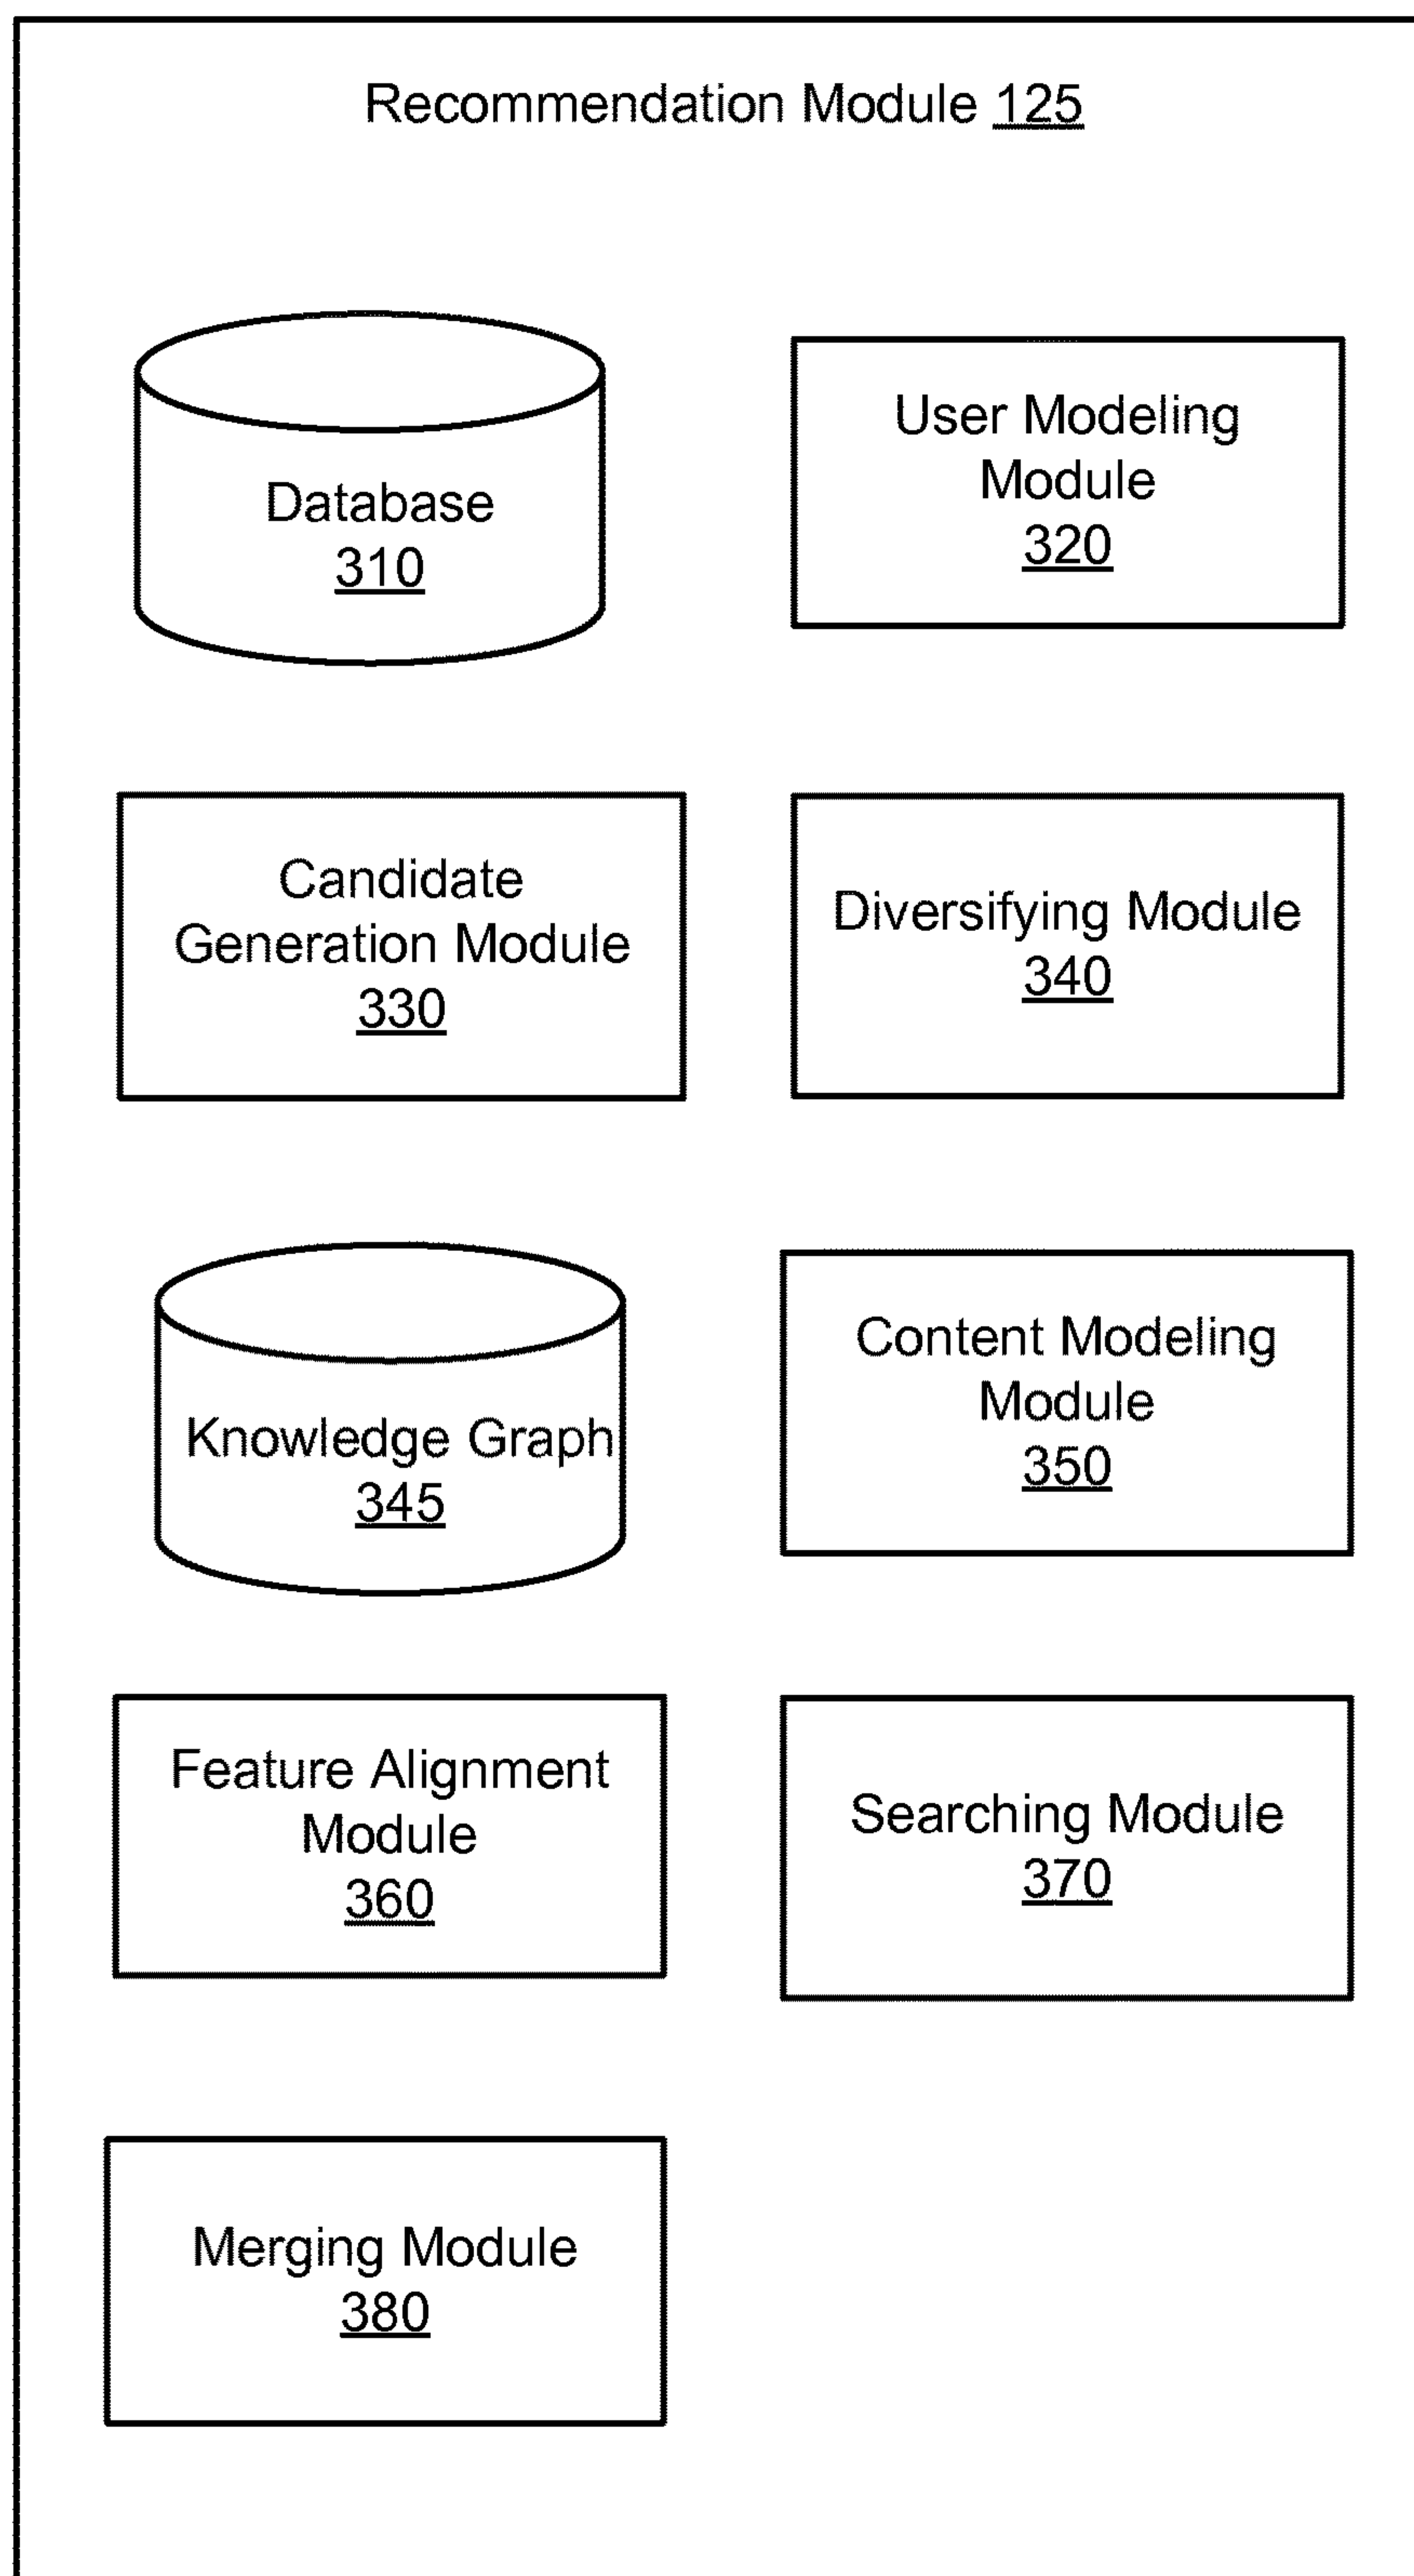 Recommendation Module 125
Database
310
User Modeling
Module
320
Candidate
Generation Module
330
Diversifying Module
340
Knowledge Graph
345
Content Modeling
Module
350
Feature Alignment
Module
360
Searching Module
370
Merging Module
380